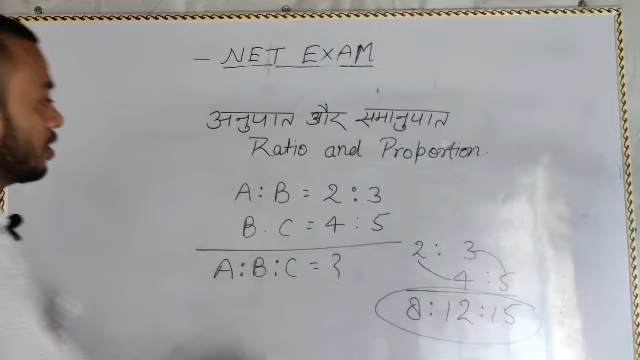 - NET EXAM
अनुपात और समानुपात
Ratio and Proportion.
A:B = 2:3
B.C = 4:5
A:B:C = ?
2: 3
4:5
8:12:15